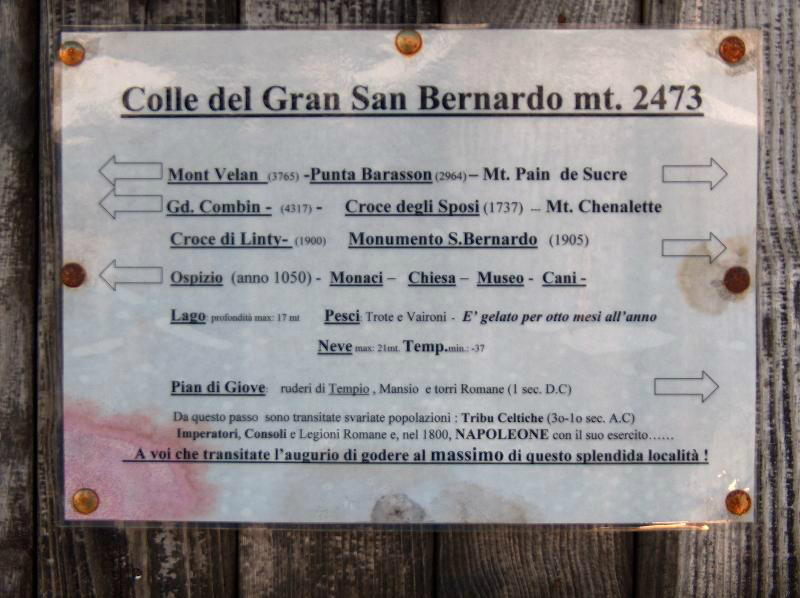 Colle del Gran San Bernardo mt. 2473
Mont Velan (3765) -Punta Barasson (2964) – Mt. Pain de Sucre
Gd. Combin - (4317) - Croce degli Sposi (1737) --- Mt. Chenalette
Croce di Linty- (1900) Monumento S.Bernardo (1905)
Ospizio (anno 1050) - Monaci – Chiesa – Museo - Cani -
Lago: profondità max: 17 mt Pesci: Trote e Vaironi - E' gelato per otto mesi all'anno
Neve max: 21mt. Temp.min.: -37
Pian di Giove: ruderi di Tempio , Mansio e torri Romane (1 sec. D.C)
Da questo passo sono transitate svariate popolazioni : Tribu Celtiche (3o-1o sec. A.C)
Imperatori, Consoli e Legioni Romane e, nel 1800, NAPOLEONE con il suo esercito……
A voi che transitate l'augurio di godere al massimo di questo splendida località !